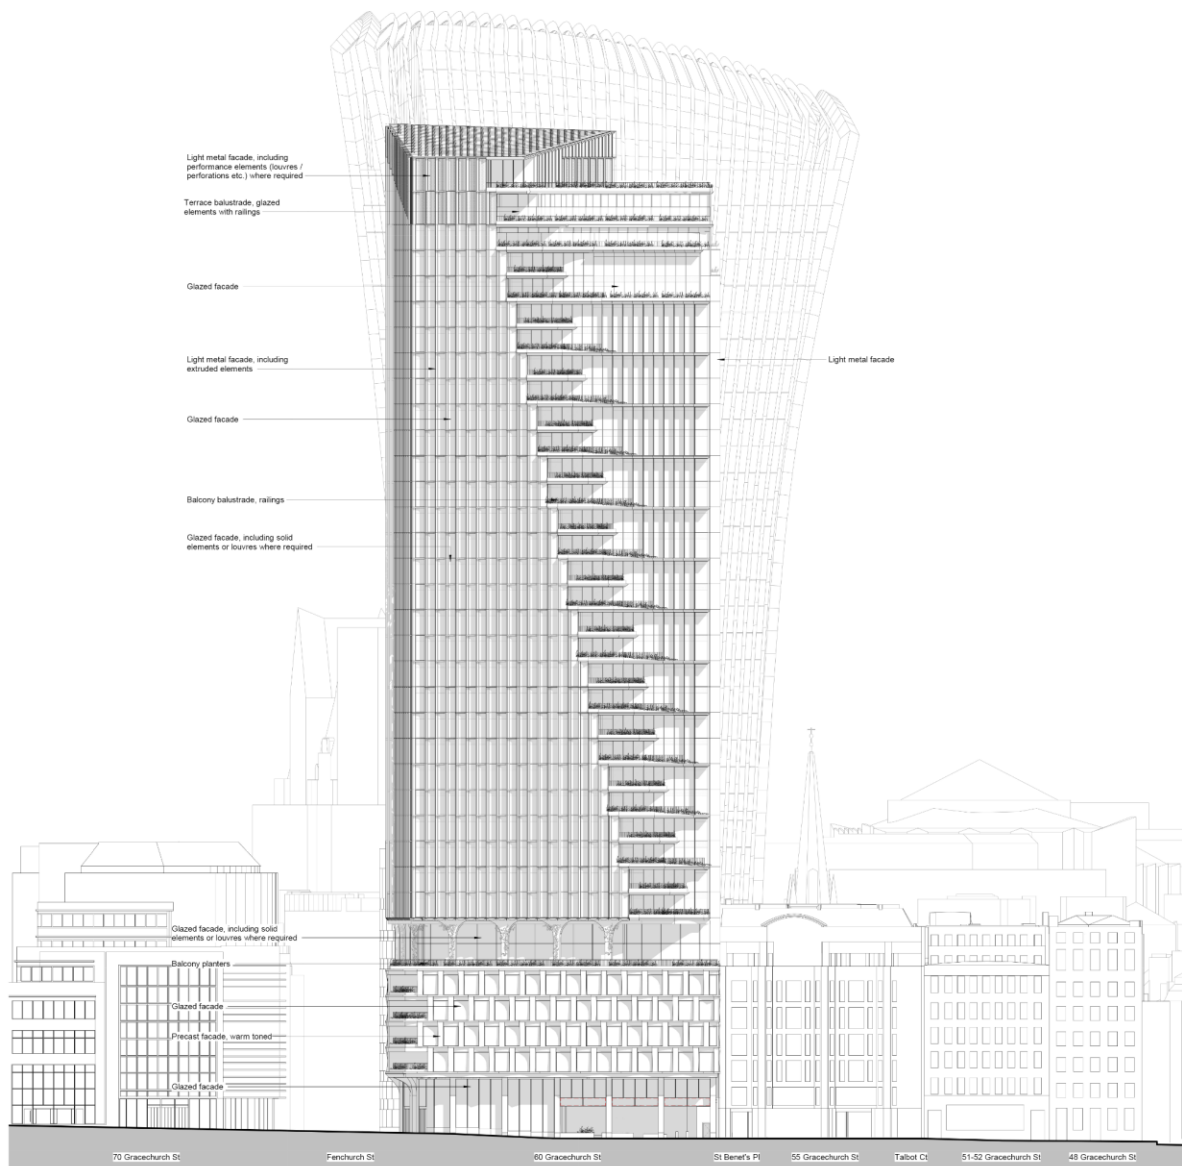 Light metal facade, including
performance elements (louvres /
perforations etc.) where required
Terrace balustrade, glazed
elements with railings
Glazed facade
Light metal facade, including
extruded elements
Light metal facade
Glazed facade
Balcony balustrade, railings
Glazed facade, including solid
elements or louvres where required
Glazed facade, including solid
elements or louvres where required
Balcony planters
Glazed facade
Precast facade, warm toned
Glazed facade
70 Gracechurch St
Fenchurch St
60 Gracechurch St
St Benet's Pl
55 Gracechurch St
Talbot Ct
51-52 Gracechurch St
48 Gracechurch St